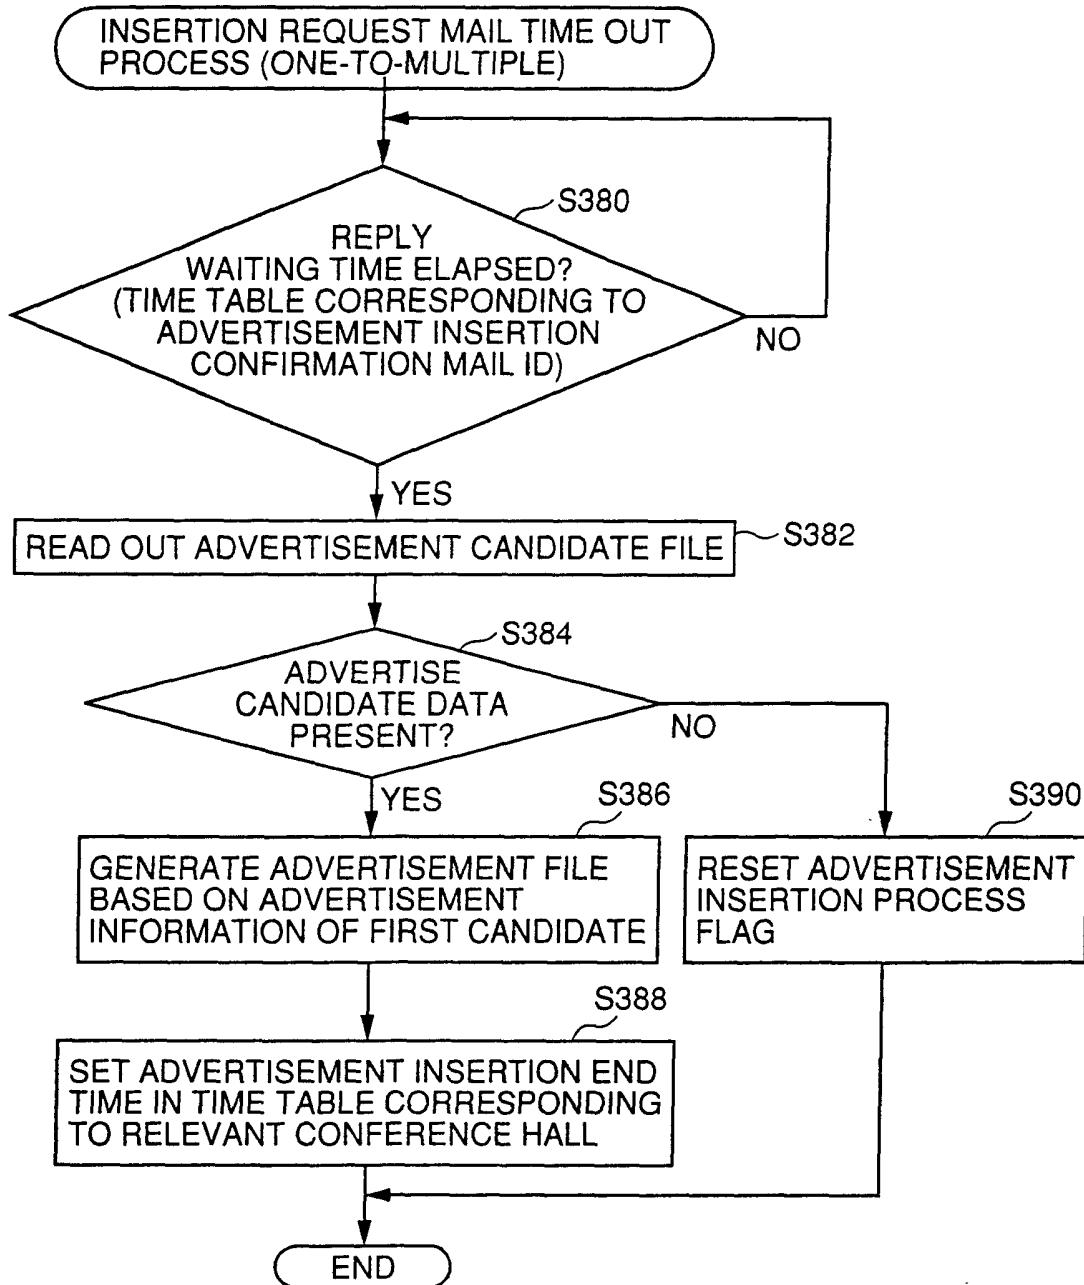 INSERTION REQUEST MAIL TIME OUT
PROCESS (ONE-TO-MULTIPLE)
S380
REPLY
WAITING TIME ELAPSED?
(TIME TABLE CORRESPONDING TO
ADVERTISEMENT INSERTION
CONFIRMATION MAIL ID)
NO
YES
READ OUT ADVERTISEMENT CANDIDATE FILE
S382
S384
ADVERTISE
CANDIDATE DATA
PRESENT?
NO
YES
S386
S390
GENERATE ADVERTISEMENT FILE
BASED ON ADVERTISEMENT
INFORMATION OF FIRST CANDIDATE
RESET ADVERTISEMENT
INSERTION PROCESS
FLAG
S388
SET ADVERTISEMENT INSERTION END
TIME IN TIME TABLE CORRESPONDING
TO RELEVANT CONFERENCE HALL
END